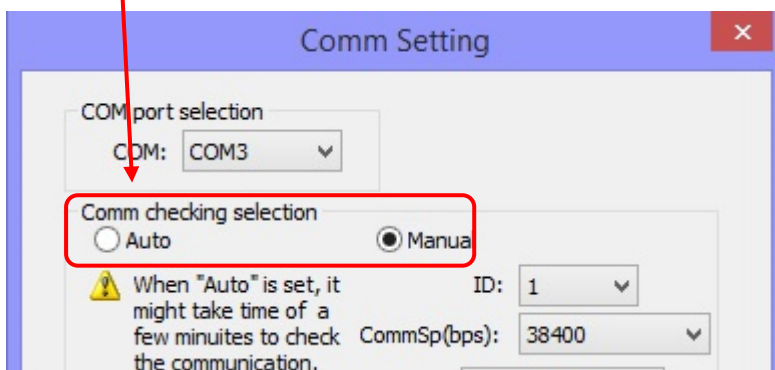 Comm Setting
COM port selection
COM: COM3
Comm checking selection
Auto Manual
When "Auto" is set, it
might take time of a
few minuites to check
the communication.
ID: 1
CommSp(bps): 38400